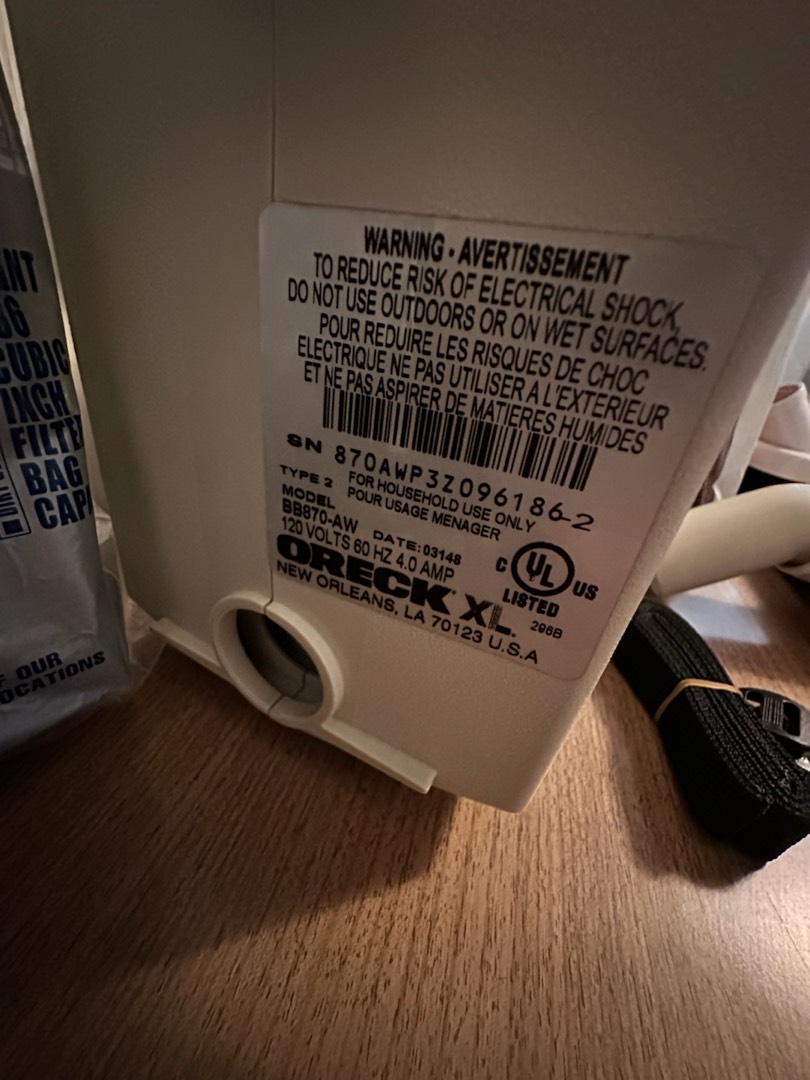 WARNING - AVERTISSEMENT
TO REDUCE RISK OF ELECTRICAL SHOCK,
DO NOT USE OUTDOORS OR ON WET SURFACES.
POUR REDUIRE LES RISQUES DE CHOC
ELECTRIQUE NE PAS UTILISER A L'EXTERIEUR
ET NE PAS ASPIRER DE MATIERES HUMIDES
SN 870AWP3Z096186-2
TYPE 2 FOR HOUSEHOLD USE ONLY
POUR USAGE MENAGER
MODEL
BB870-AW DATE: 03148
120 VOLTS 60 HZ 4.0 AMP
ORECK XL.
NEW ORLEANS, LA 70123 U.S.A
C UL US
LISTED
296B
CUBIC
INCH
BAG
OUR